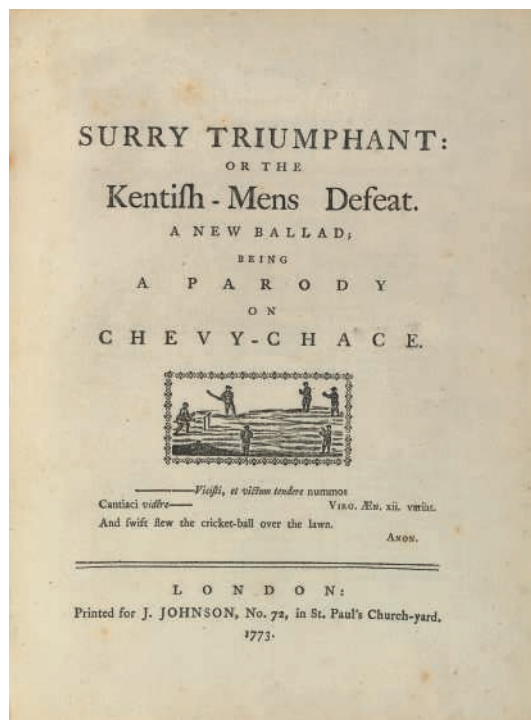 SURRY TRIUMPHANT:
OR THE
Kentiſh-Mens Defeat.
A NEW BALLAD;
BEING
A PARODY
ON
CHEVY-CHACE.
———Viciſti, et victum tendere nummos
Cantiaci vidêre—— VIRG. ÆN. xii. variat.
And ſwift flew the cricket-ball over the lawn.
ANON.
LONDON:
Printed for J. JOHNSON, No. 72, in St. Paul's Church-yard.
1773.